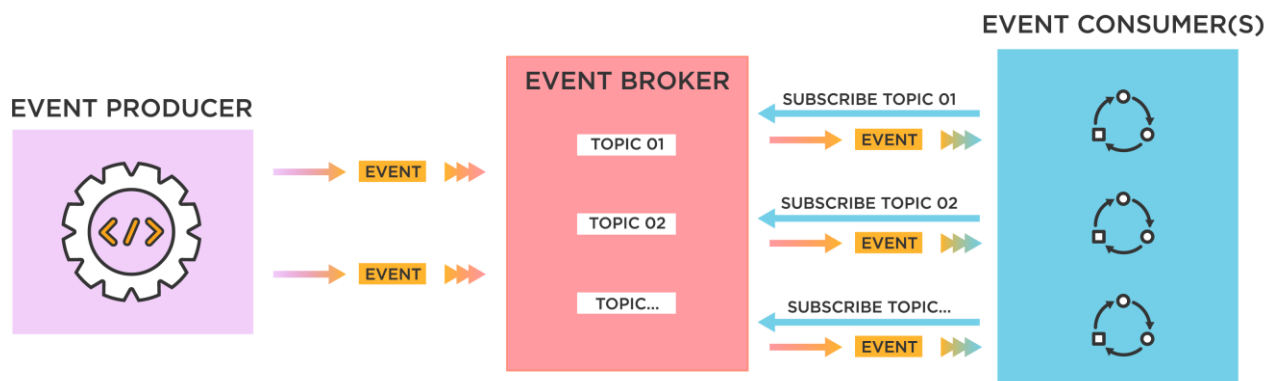 EVENT PRODUCER
</>
EVENT
EVENT
EVENT BROKER
TOPIC 01
TOPIC 02
TOPIC...
EVENT CONSUMER(S)
SUBSCRIBE TOPIC 01
EVENT
SUBSCRIBE TOPIC 02
EVENT
SUBSCRIBE TOPIC...
EVENT